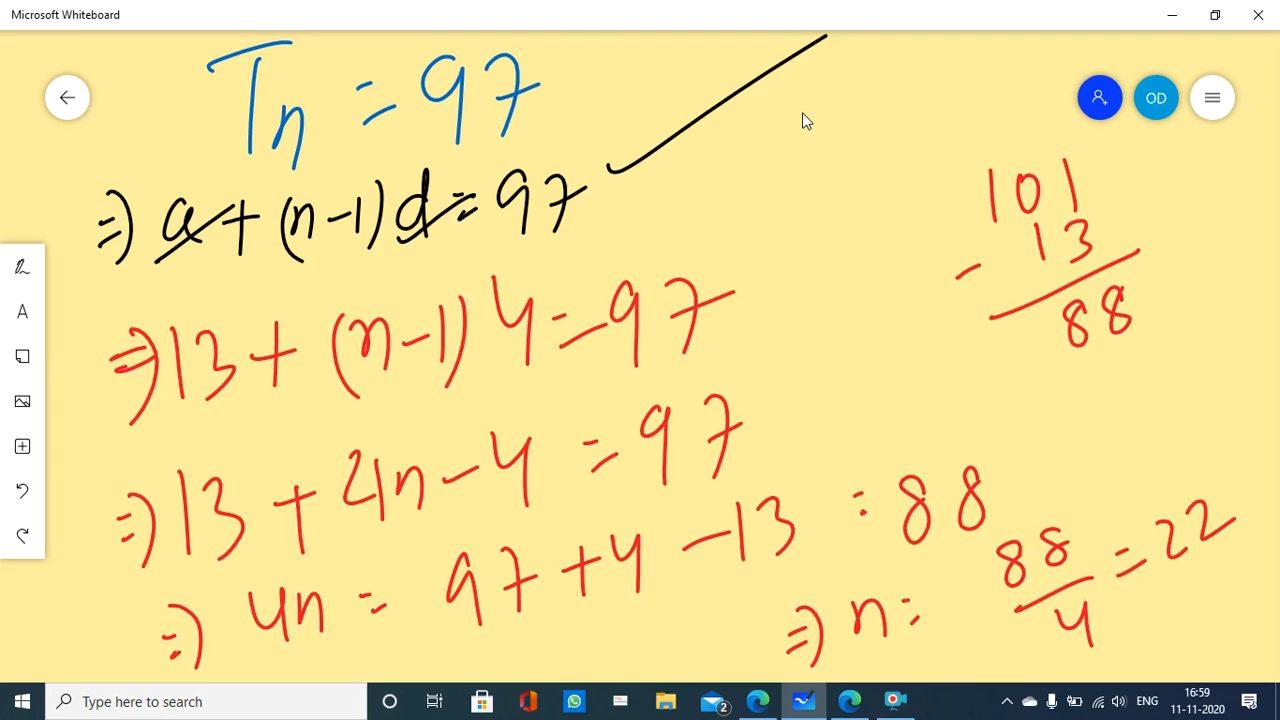 Microsoft Whiteboard
Tn = 97
⇒ a + (n-1) d = 97
OD
101
- 13
88
⇒ 13 + (n-1) 4 = 97
⇒ 13 + 4n - 4 = 97
⇒ 4n = 97 + 4 - 13 = 88
⇒ n = 88/4 = 22
Type here to search
2
ENG
16:59
11-11-2020